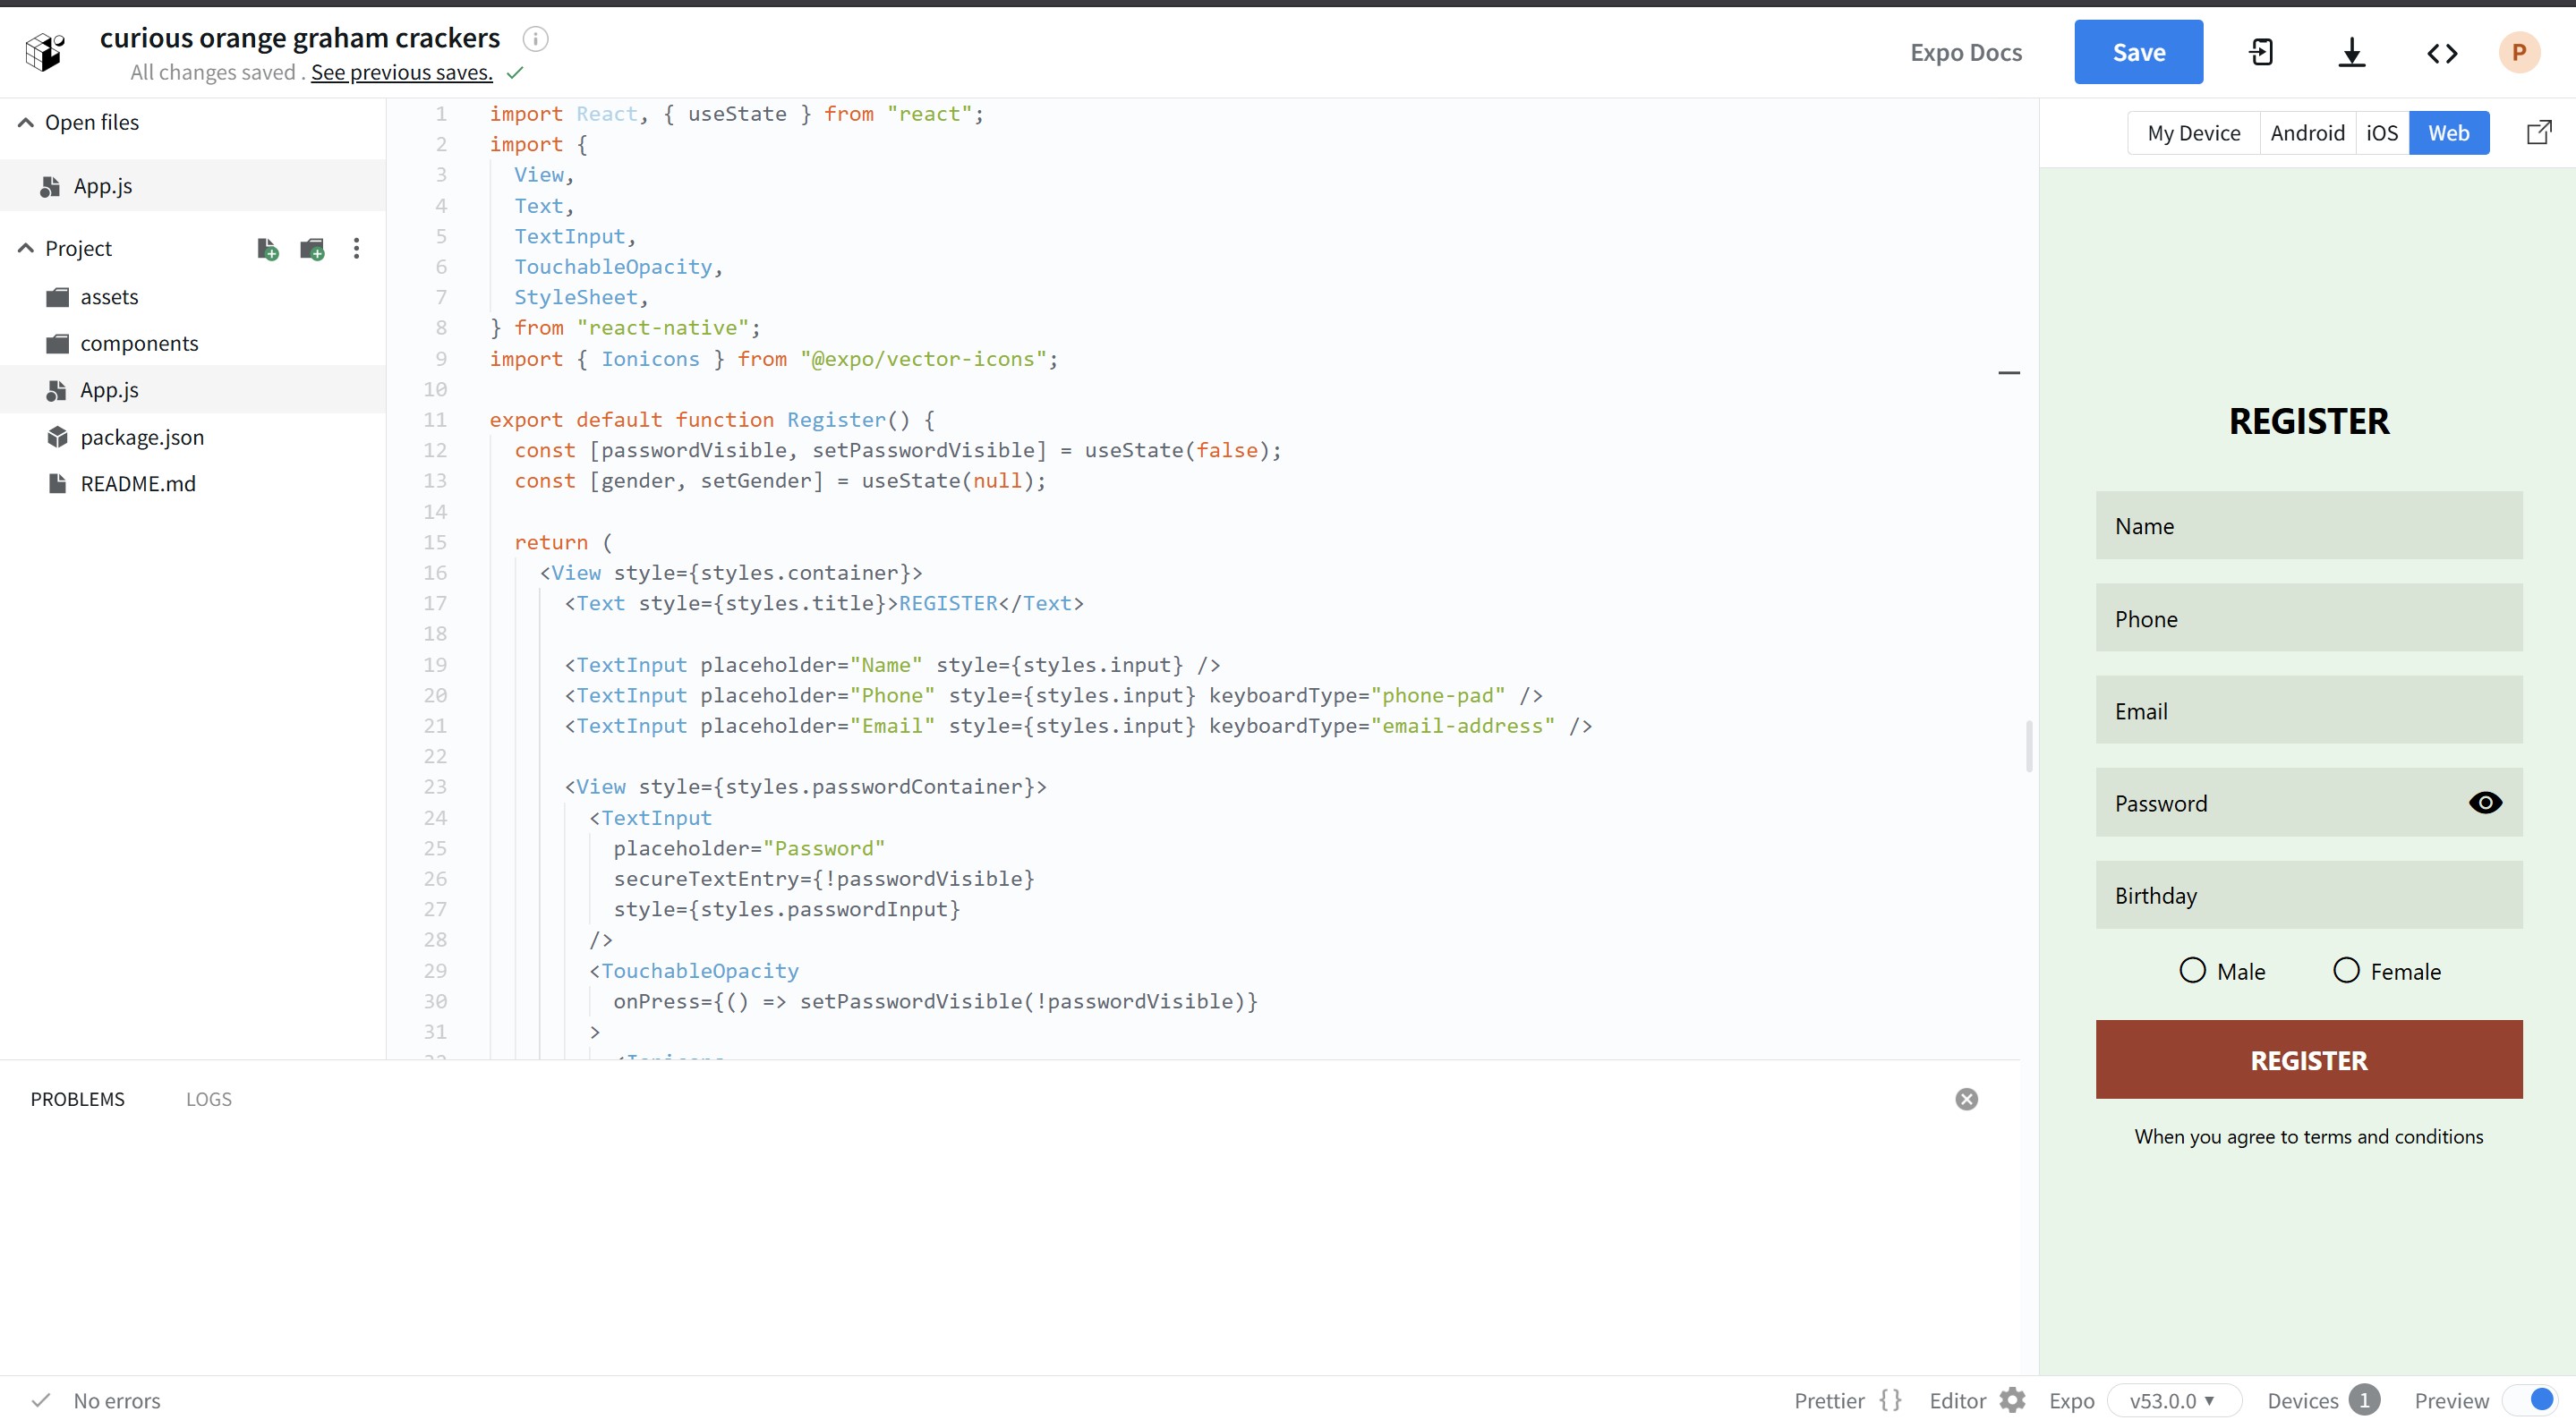 curious orange graham crackers
All changes saved . See previous saves.
Expo Docs
Save
P
Open files
App.js
Project
assets
components
App.js
package.json
README.md
1 import React, { useState } from "react";
2 import {
3 View,
4 Text,
5 TextInput,
6 TouchableOpacity,
7 StyleSheet,
8 } from "react-native";
9 import { Ionicons } from "@expo/vector-icons";
10
11 export default function Register() {
12 const [passwordVisible, setPasswordVisible] = useState(false);
13 const [gender, setGender] = useState(null);
14
15 return (
16 <View style={styles.container}>
17 <Text style={styles.title}>REGISTER</Text>
18
19 <TextInput placeholder="Name" style={styles.input} />
20 <TextInput placeholder="Phone" style={styles.input} keyboardType="phone-pad" />
21 <TextInput placeholder="Email" style={styles.input} keyboardType="email-address" />
22
23 <View style={styles.passwordContainer}>
24 <TextInput
25 placeholder="Password"
26 secureTextEntry={!passwordVisible}
27 style={styles.passwordInput}
28 />
29 <TouchableOpacity
30 onPress={() => setPasswordVisible(!passwordVisible)}
31 >
My Device
Android
iOS
Web
REGISTER
Name
Phone
Email
Password
Birthday
Male
Female
REGISTER
When you agree to terms and conditions
PROBLEMS
LOGS
No errors
Prettier {}
Editor
Expo
v53.0.0
Devices 1
Preview